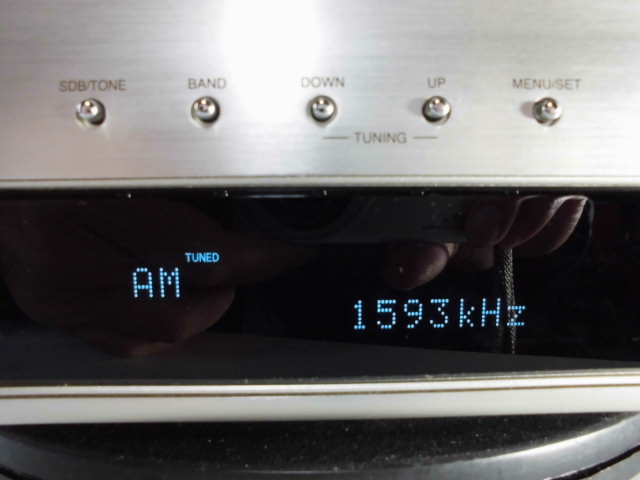 SDB/TONE BAND DOWN UP MENU/SET
TUNING
TUNED
AM
1593kHz